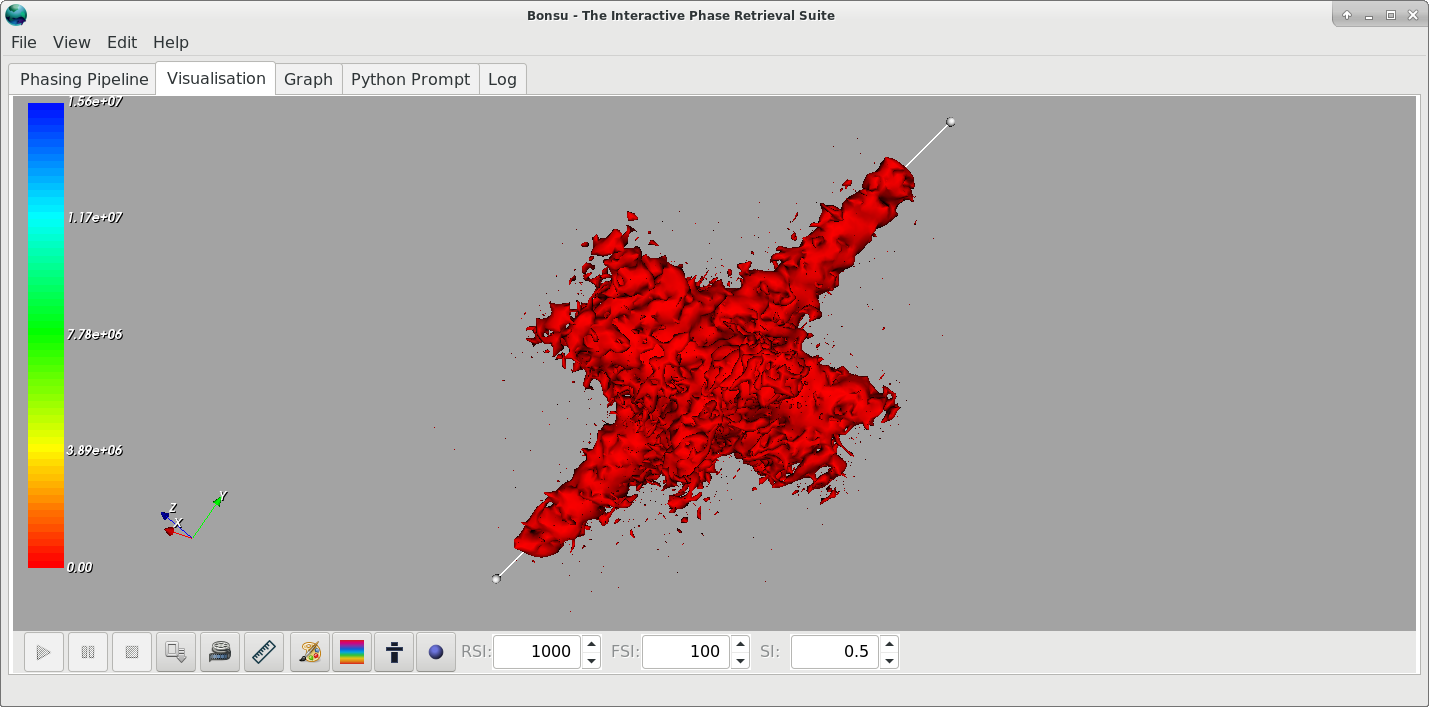 Bonsu - The Interactive Phase Retrieval Suite
File View Edit Help
Phasing Pipeline Visualisation Graph Python Prompt Log
1.56e+07
1.17e+07
7.78e+06
3.89e+06
0.00
Z
Y
X
RSI: 1000 FSI: 100 SI: 0.5